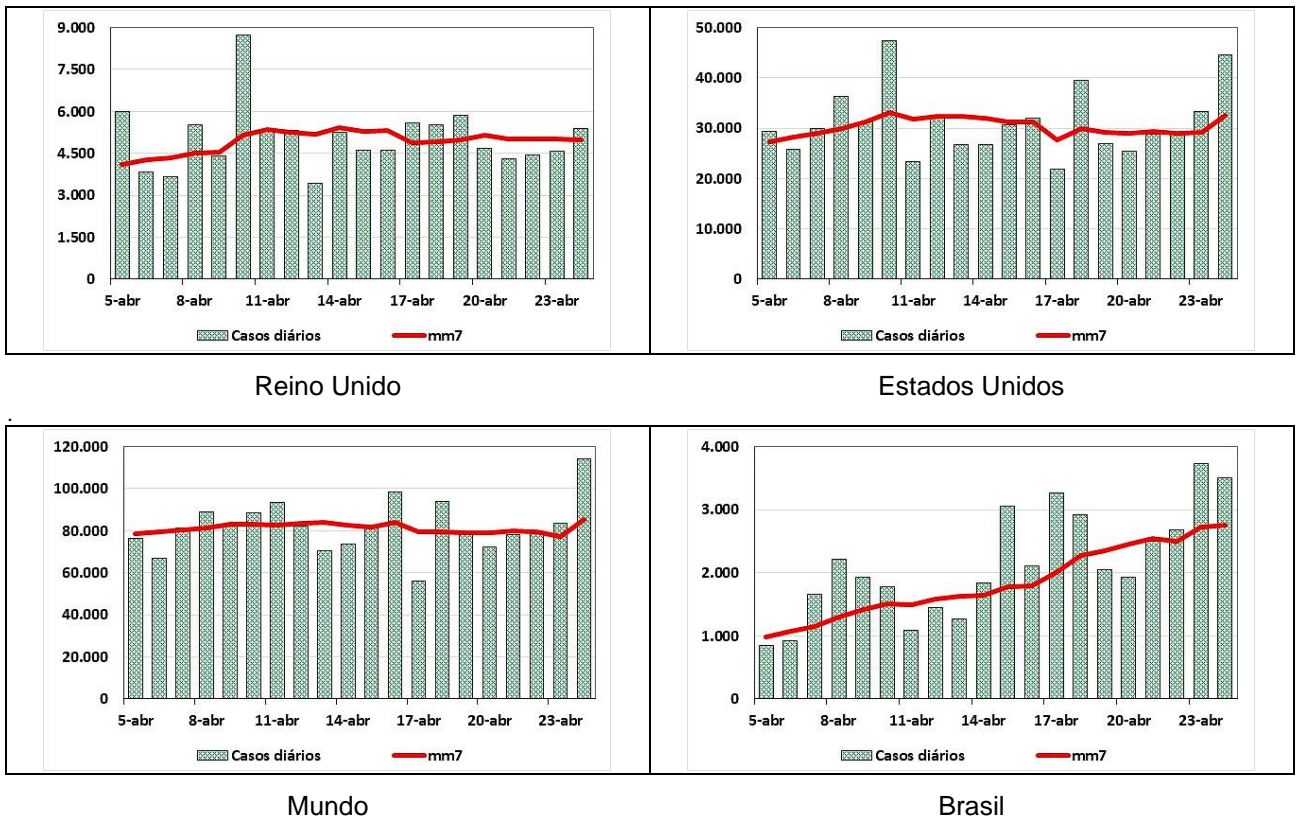 9.000
7.500
6.000
4.500
3.000
1.500
0
5-abr 8-abr 11-abr 14-abr 17-abr 20-abr 23-abr
Casos diários mm7
50.000
40.000
30.000
20.000
10.000
0
5-abr 8-abr 11-abr 14-abr 17-abr 20-abr 23-abr
Casos diários mm7
Reino Unido
Estados Unidos
.
120.000
100.000
80.000
60.000
40.000
20.000
0
5-abr 8-abr 11-abr 14-abr 17-abr 20-abr 23-abr
Casos diários mm7
4.000
3.000
2.000
1.000
0
5-abr 8-abr 11-abr 14-abr 17-abr 20-abr 23-abr
Casos diários mm7
Mundo
Brasil